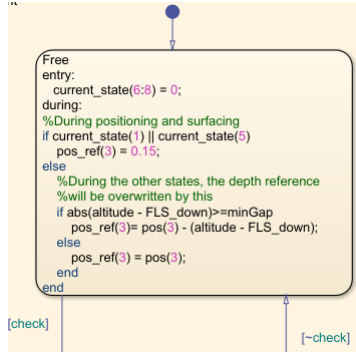 Free
entry:
current_state(6:8) = 0;
during:
%During positioning and surfacing
if current_state(1) || current_state(5)
pos_ref(3) = 0.15;
else
%During the other states, the depth reference
%will be overwritten by this
if abs(altitude - FLS_down)>=minGap
pos_ref(3)= pos(3) - (altitude - FLS_down);
else
pos_ref(3) = pos(3);
end
end
[check]
[~check]